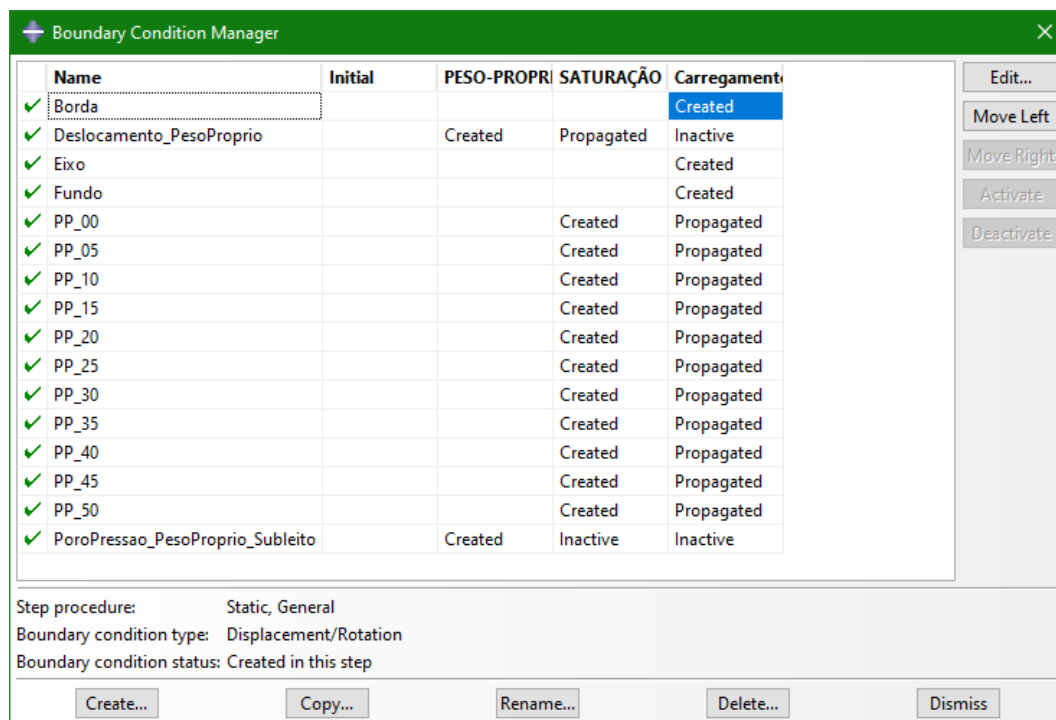 Boundary Condition Manager
Name Initial PESO-PROPRI SATURAÇÃO Carregamento
Borda Created
Deslocamento_PesoProprio Created Propagated Inactive
Eixo Created
Fundo Created
PP_00 Created Propagated
PP_05 Created Propagated
PP_10 Created Propagated
PP_15 Created Propagated
PP_20 Created Propagated
PP_25 Created Propagated
PP_30 Created Propagated
PP_35 Created Propagated
PP_40 Created Propagated
PP_45 Created Propagated
PP_50 Created Propagated
PoroPressao_PesoProprio_Subleito Created Inactive Inactive
Edit...
Move Left
Move Right
Activate
Deactivate
Step procedure: Static, General
Boundary condition type: Displacement/Rotation
Boundary condition status: Created in this step
Create... Copy... Rename... Delete... Dismiss